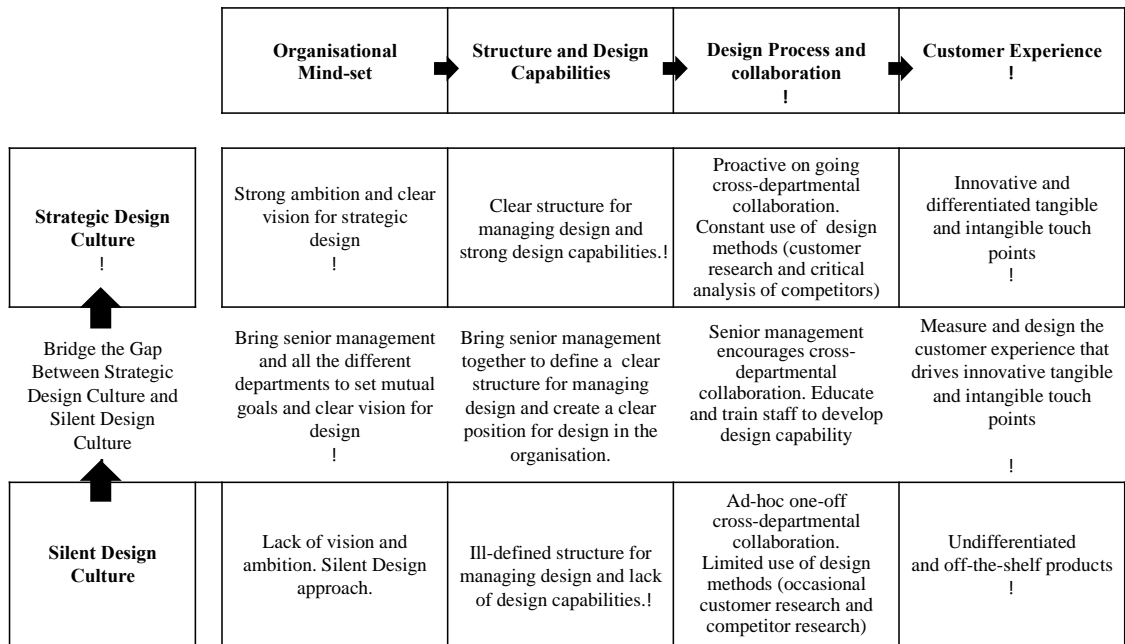 Organisational
Mind-set
Structure and Design
Capabilities
Design Process and
collaboration
!
Customer Experience
!
Strategic Design
Culture
!
Strong ambition and clear
vision for strategic
design
!
Clear structure for
managing design and
strong design capabilities.!
Proactive on going
cross-departmental
collaboration.
Constant use of design
methods (customer
research and critical
analysis of competitors)
Innovative and
differentiated tangible
and intangible touch
points
!
Bridge the Gap
Between Strategic
Design Culture and
Silent Design
Culture
!
Bring senior management
and all the different
departments to set mutual
goals and clear vision for
design
!
Bring senior management
together to define a clear
structure for managing
design and create a clear
position for design in the
organisation.
Senior management
encourages cross-
departmental
collaboration. Educate
and train staff to develop
design capability
Measure and design the
customer experience that
drives innovative tangible
and intangible touch
points
!
Silent Design
Culture
Lack of vision and
ambition. Silent Design
approach.
Ill-defined structure for
managing design and lack
of design capabilities.!
Ad-hoc one-off
cross-departmental
collaboration.
Limited use of design
methods (occasional
customer research and
competitor research)
Undifferentiated
and off-the-shelf products
!